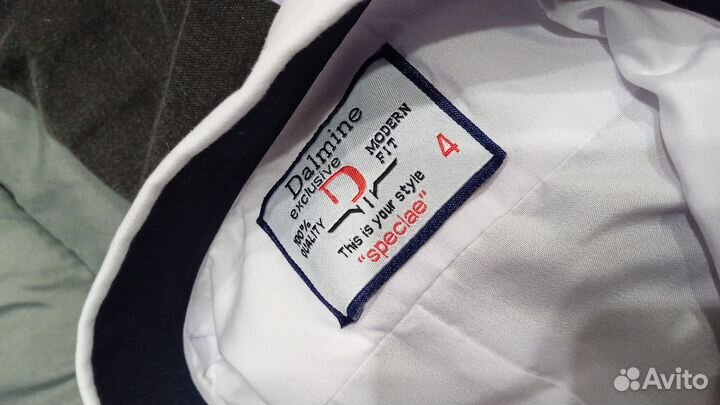 Dalmine
exclusive
100%
QUALITY
D
MODERN
FIT
This is your style
"speciae"
4
Avito